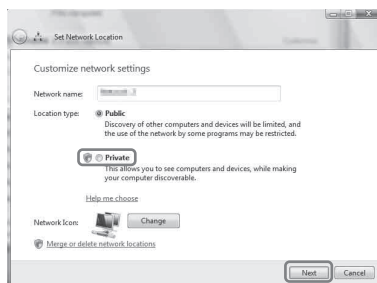 Set Network Location
Customize network settings
Network name:
Location type:
Public
Discovery of other computers and devices will be limited, and
the use of the network by some programs may be restricted.
Private
This allows you to see computers and devices, while making
your computer discoverable.
Help me choose
Network Icon:
Change
Merge or delete network locations
Next
Cancel